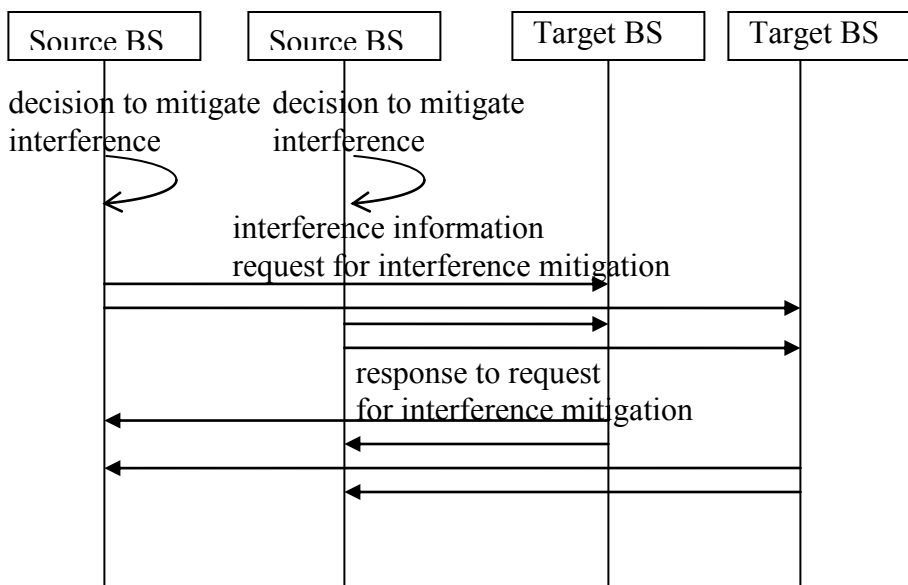 Source BS
Source BS
Target BS
Target BS
decision to mitigate
interference
decision to mitigate
interference
interference information
request for interference mitigation
response to request
for interference mitigation